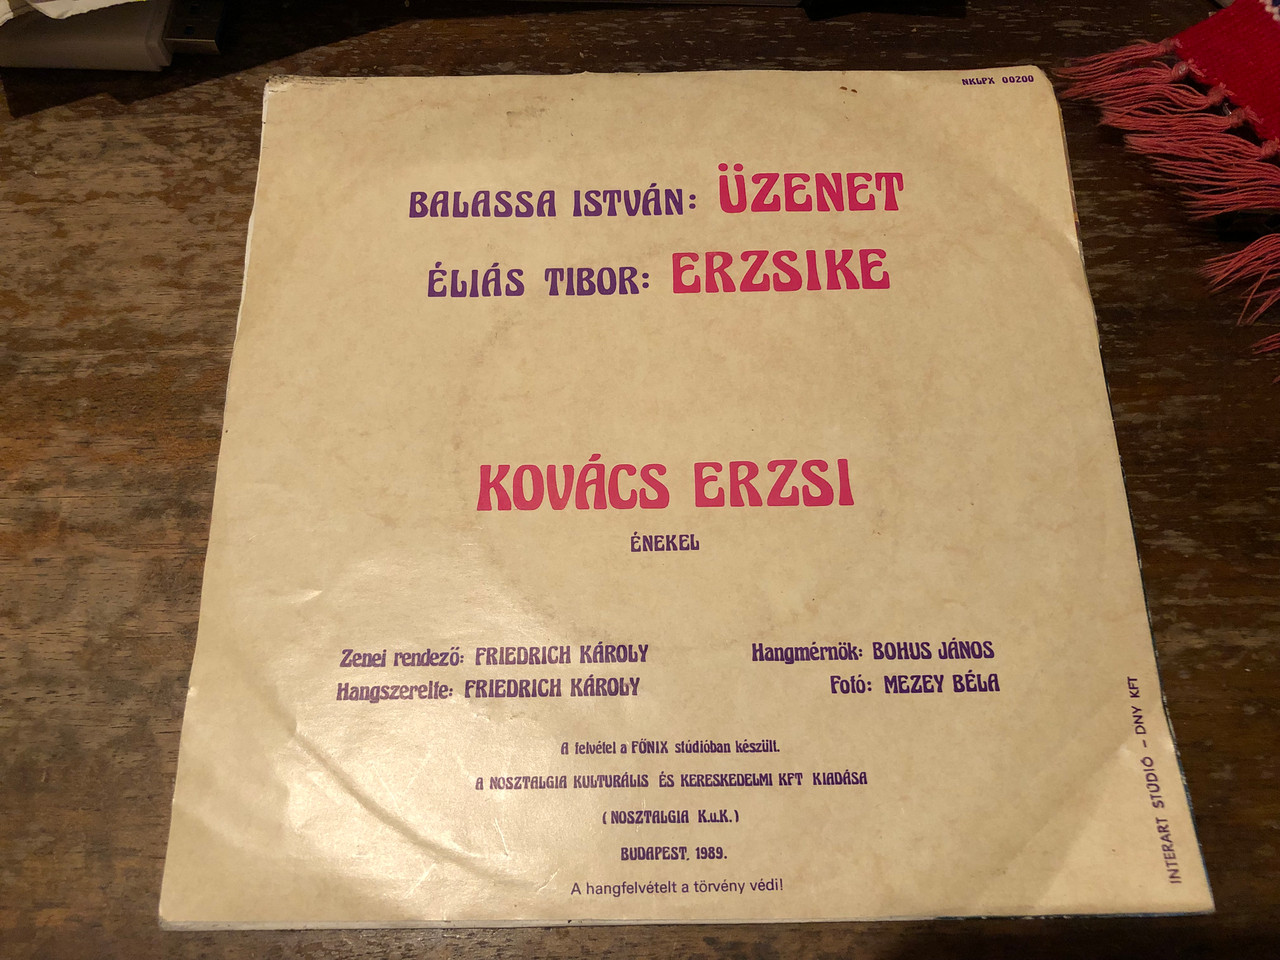 NKLPX 00200
BALASSA ISTVÁN: ÜZENET
ÉLIÁS TIBOR: ERZSIKE
KOVÁCS ERZSI
ÉNEKEL
Zenei rendező: FRIEDRICH KÁROLY
Hangszerelte: FRIEDRICH KÁROLY
Hangmérnök: BOHUS JÁNOS
Fotó: MEZEY BÉLA
A felvétel a FŐNIX stúdióban készült.
A NOSZTALGIA KULTURÁLIS ÉS KERESKEDELMI KFT KIADÁSA
(NOSZTALGIA K.u.K.)
BUDAPEST, 1989.
A hangfelvételt a törvény védi!
INTERART STÚDIÓ – DNY KFT